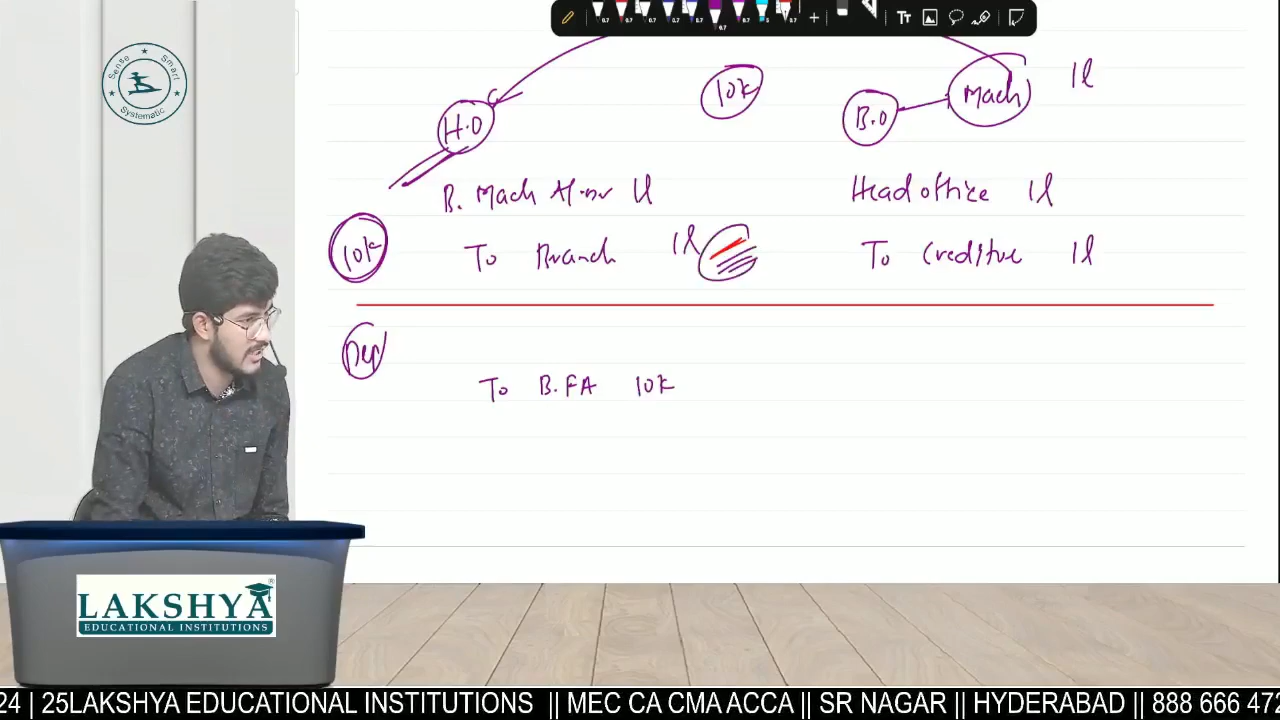 Sense Smart Systematic
10k
Mach 1l
H.O
B.O
B. Mach A/- Dr 1l
Head office 1l
10k
To Branch 1l
To Creditor 1l
Dep
To B.FA 10k
LAKSHYA
EDUCATIONAL INSTITUTIONS
24 | 25LAKSHYA EDUCATIONAL INSTITUTIONS || MEC CA CMA ACCA || SR NAGAR || HYDERABAD || 888 666 472